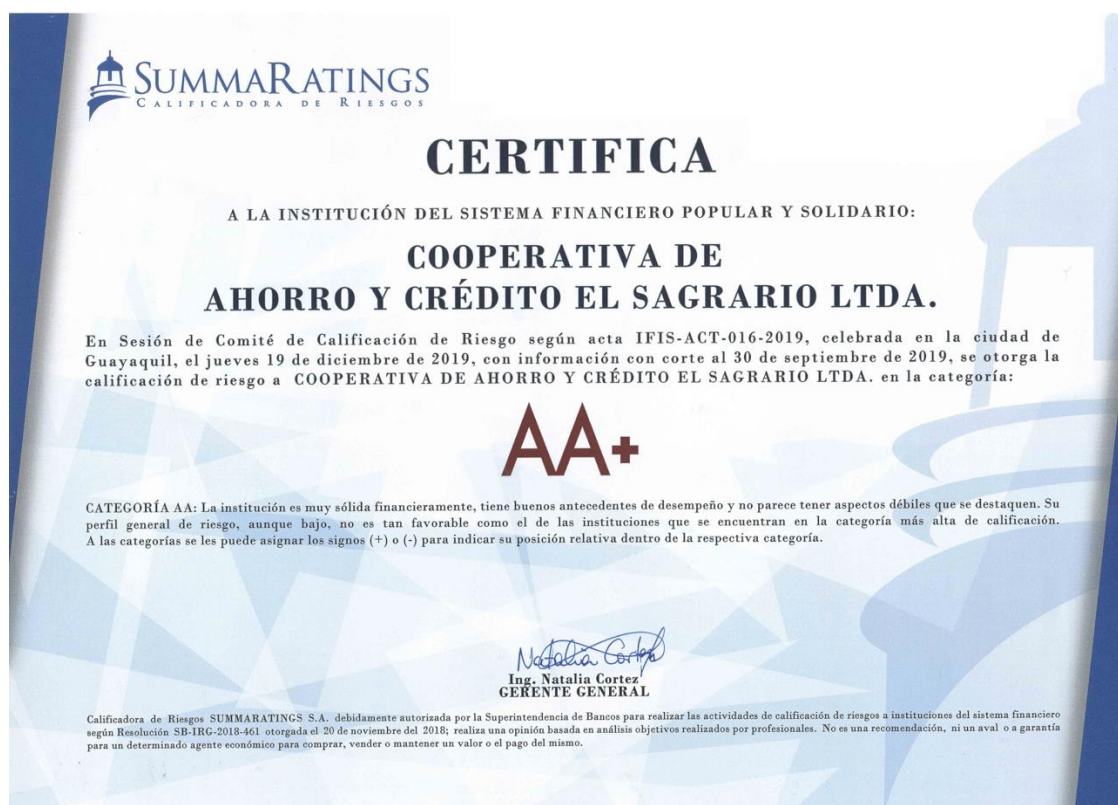 SUMMARATINGS
CALIFICADORA DE RIESGOS
CERTIFICA
A LA INSTITUCIÓN DEL SISTEMA FINANCIERO POPULAR Y SOLIDARIO:
COOPERATIVA DE
AHORRO Y CRÉDITO EL SAGRARIO LTDA.
En Sesión de Comité de Calificación de Riesgo según acta IFIS-ACT-016-2019, celebrada en la ciudad de
Guayaquil, el jueves 19 de diciembre de 2019, con información con corte al 30 de septiembre de 2019, se otorga la
calificación de riesgo a COOPERATIVA DE AHORRO Y CRÉDITO EL SAGRARIO LTDA. en la categoría:
AA+
CATEGORÍA AA: La institución es muy sólida financieramente, tiene buenos antecedentes de desempeño y no parece tener aspectos débiles que se destaquen. Su
perfil general de riesgo, aunque bajo, no es tan favorable como el de las instituciones que se encuentran en la categoría más alta de calificación.
A las categorías se les puede asignar los signos (+) o (-) para indicar su posición relativa dentro de la respectiva categoría.
Natalia Cortez
Ing. Natalia Cortez
GERENTE GENERAL
Calificadora de Riesgos SUMMARATINGS S.A. debidamente autorizada por la Superintendencia de Bancos para realizar las actividades de calificación de riesgos a instituciones del sistema financiero
según Resolución SB-IRG-2018-461 otorgada el 20 de noviembre del 2018; realiza una opinión basada en análisis objetivos realizados por profesionales. No es una recomendación, ni un aval o a garantía
para un determinado agente económico para comprar, vender o mantener un valor o el pago del mismo.